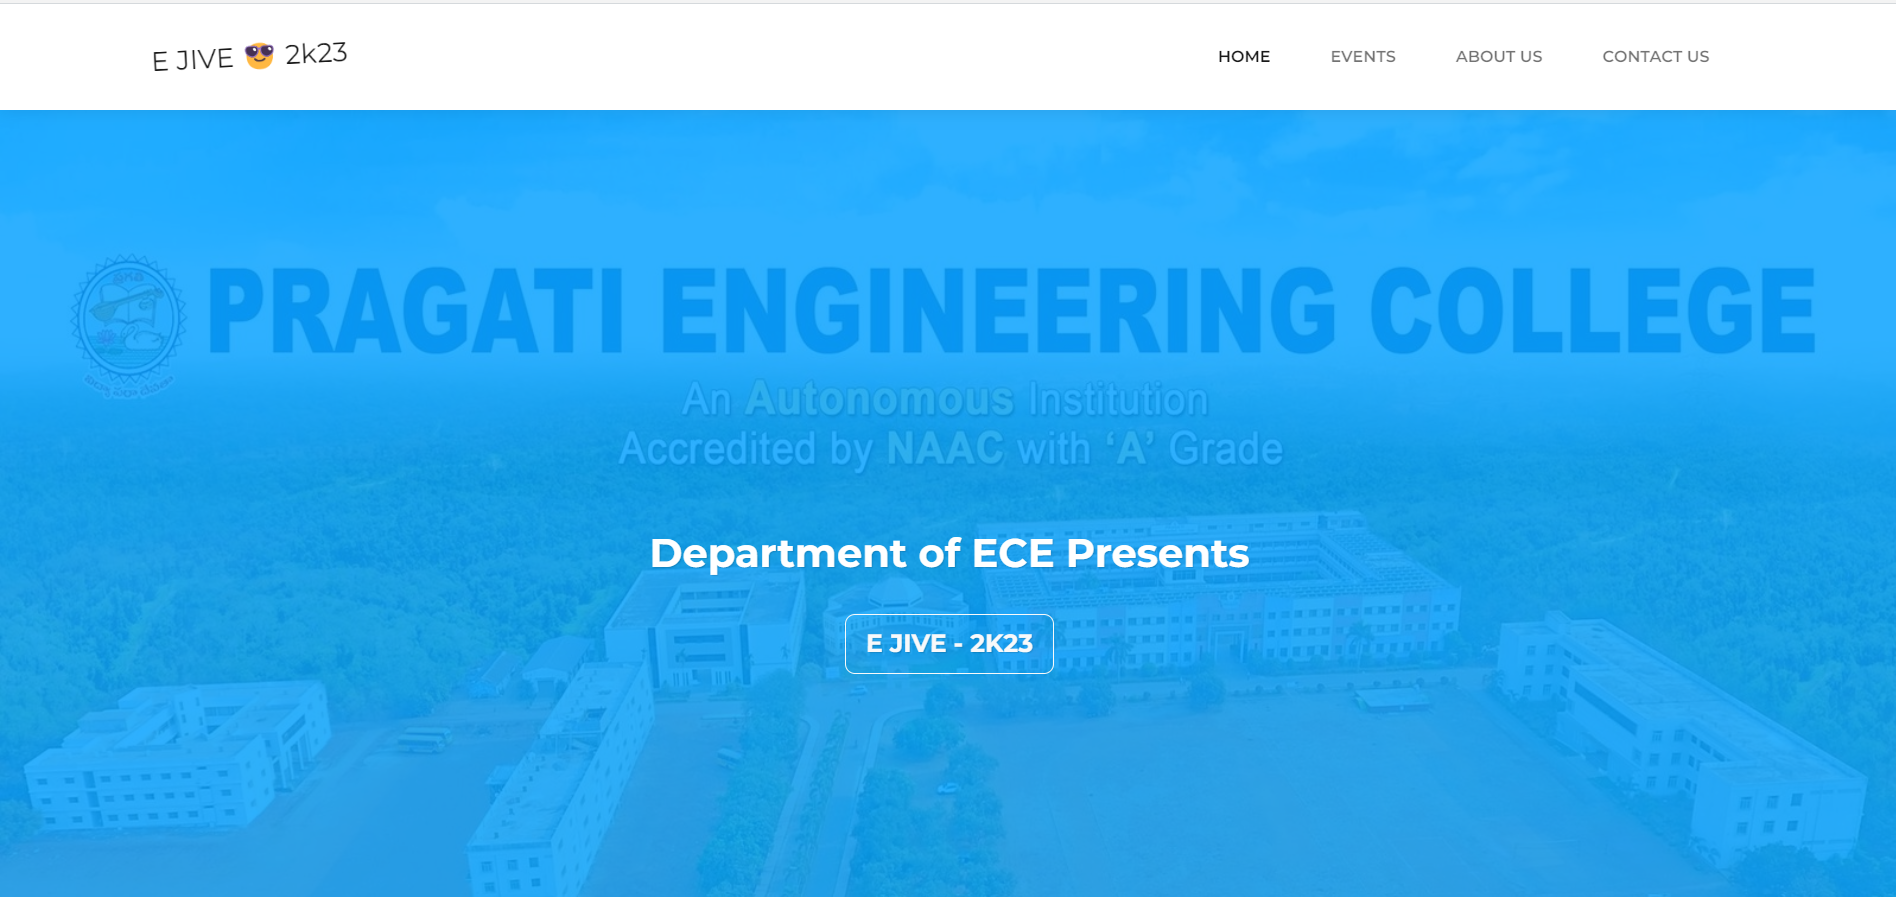 E JIVE 😎 2k23
HOME EVENTS ABOUT US CONTACT US
PRAGATI ENGINEERING COLLEGE
An Autonomous Institution
Accredited by NAAC with ‘A’ Grade
Department of ECE Presents
E JIVE - 2K23